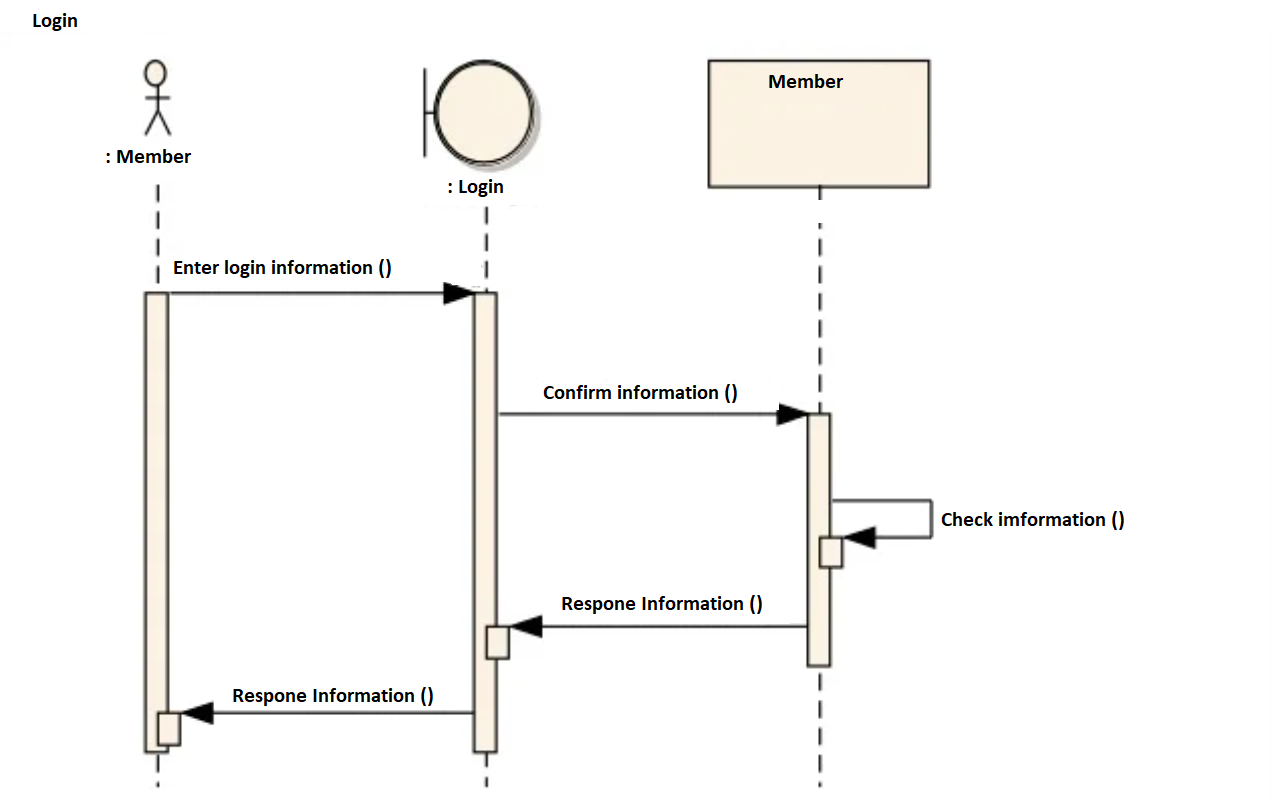 Login
: Member
: Login
Member
Enter login information ()
Confirm information ()
Check imformation ()
Respone Information ()
Respone Information ()